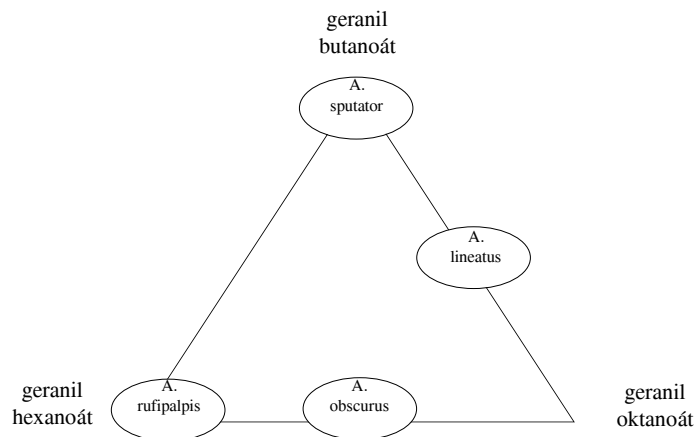 geranil
butanoát
A.
sputator
A.
lineatus
geranil
hexanoát
A.
rufipalpis
A.
obscurus
geranil
oktanoát